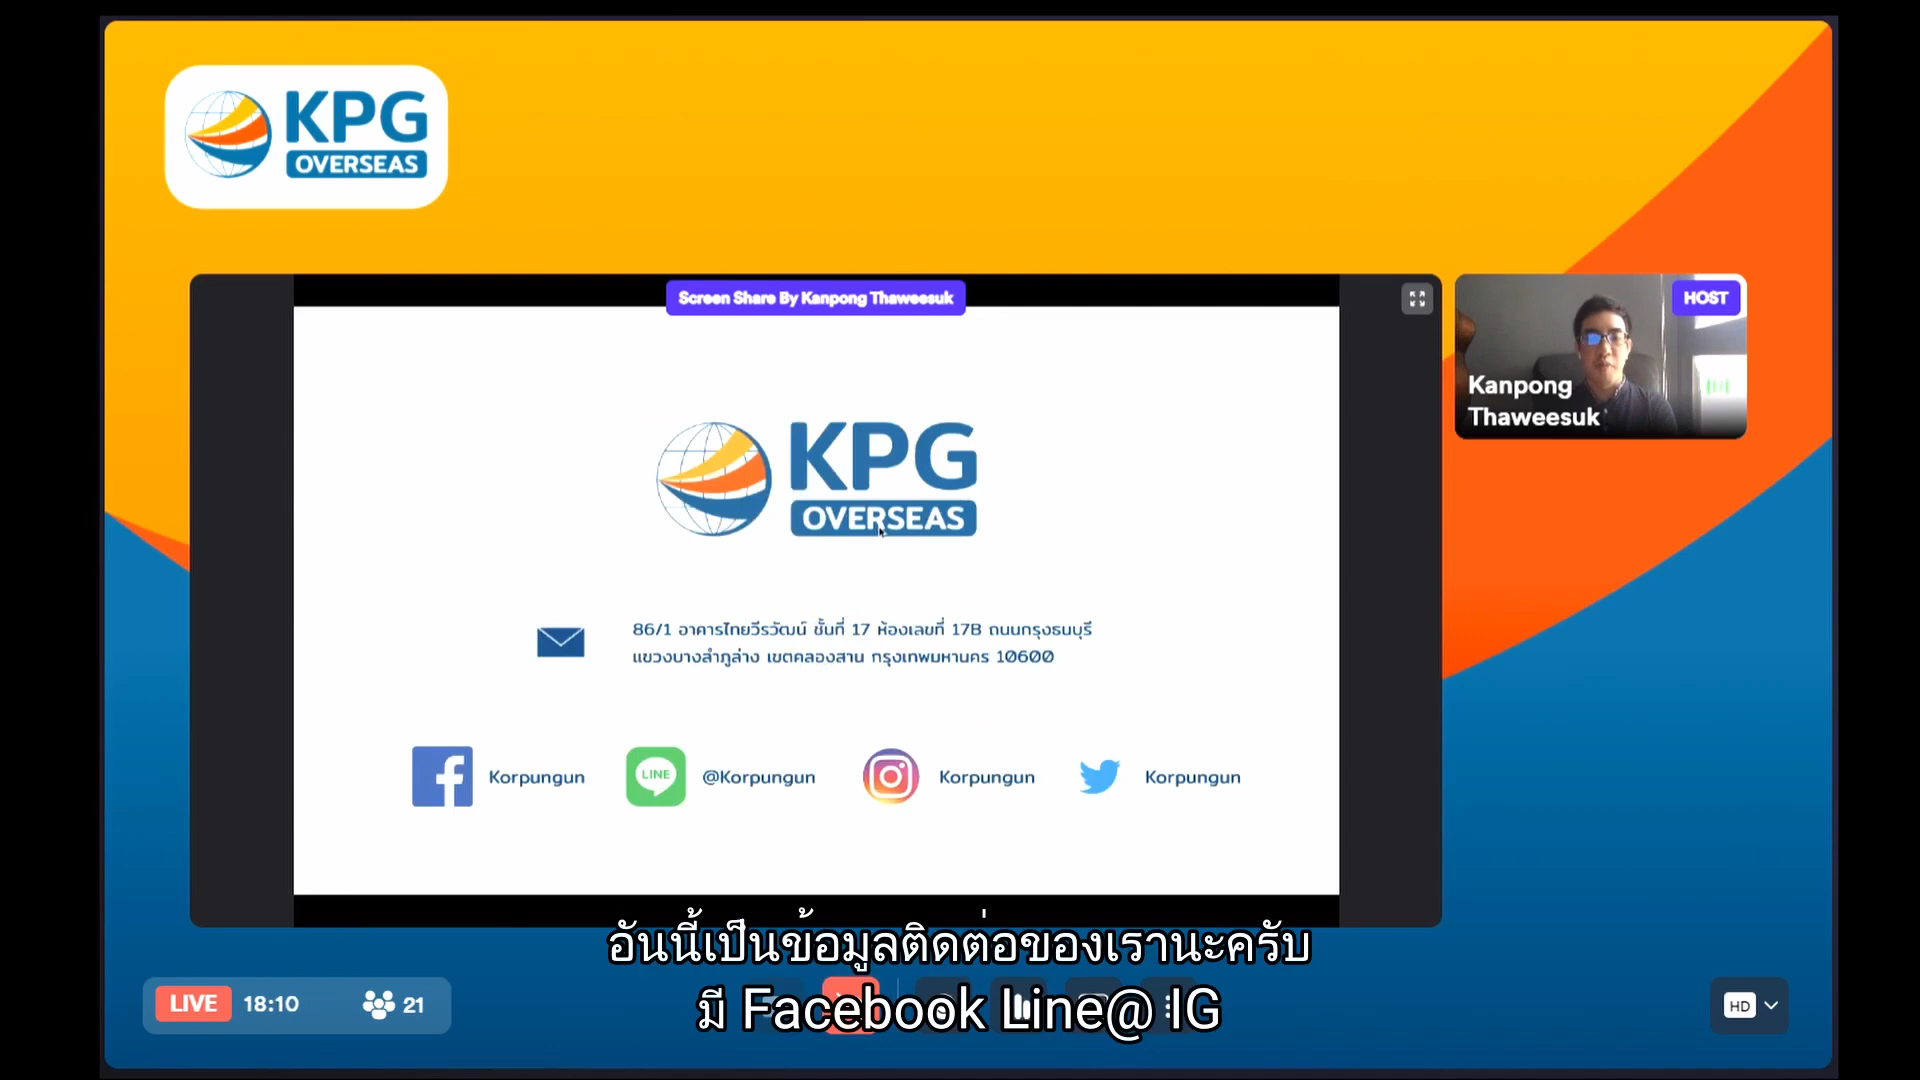 KPG
OVERSEAS
Screen Share By Kanpong Thaweesuk
HOST
Kanpong
Thaweesuk
KPG
OVERSEAS
86/1 อาคารไทยวีรวัฒน์ ชั้นที่ 17 ห้องเลขที่ 17B ถนนกรุงธนบุรี
แขวงบางลำภูล่าง เขตคลองสาน กรุงเทพมหานคร 10600
Korpungun
LINE
@Korpungun
Korpungun
Korpungun
อันนี้เป็นข้อมูลติดต่อของเรานะครับ
มี Facebook Line@ IG
LIVE 18:10 21
HD